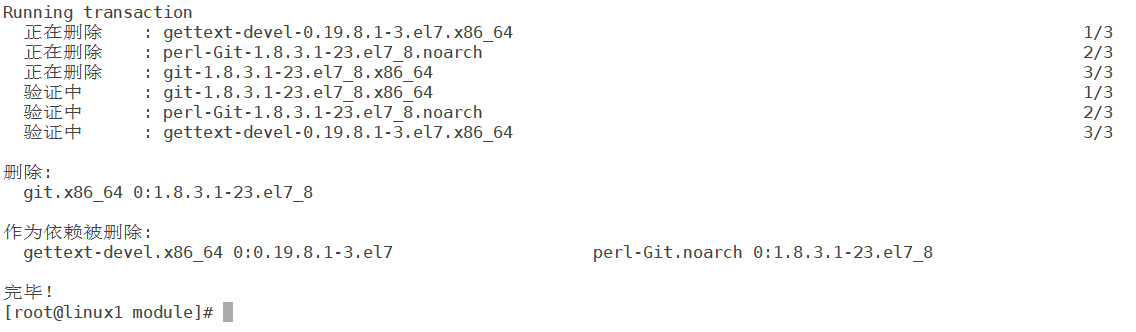 Running transaction
  正在删除    : gettext-devel-0.19.8.1-3.el7.x86_64    1/3
  正在删除    : perl-Git-1.8.3.1-23.el7_8.noarch    2/3
  正在删除    : git-1.8.3.1-23.el7_8.x86_64    3/3
  验证中      : git-1.8.3.1-23.el7_8.x86_64    1/3
  验证中      : perl-Git-1.8.3.1-23.el7_8.noarch    2/3
  验证中      : gettext-devel-0.19.8.1-3.el7.x86_64    3/3
删除:
  git.x86_64 0:1.8.3.1-23.el7_8
作为依赖被删除:
  gettext-devel.x86_64 0:0.19.8.1-3.el7    perl-Git.noarch 0:1.8.3.1-23.el7_8
完毕！
[root@linux1 module]#